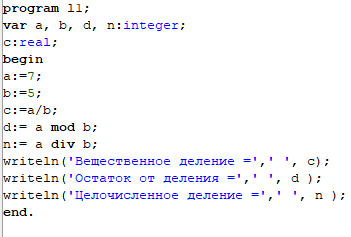 program l1;
var a, b, d, n:integer;
c:real;
begin
a:=7;
b:=5;
c:=a/b;
d:= a mod b;
n:= a div b;
writeln('Вещественное деление =',' ', c);
writeln('Остаток от деления =',' ', d );
writeln('Целочисленное деление =',' ', n );
end.